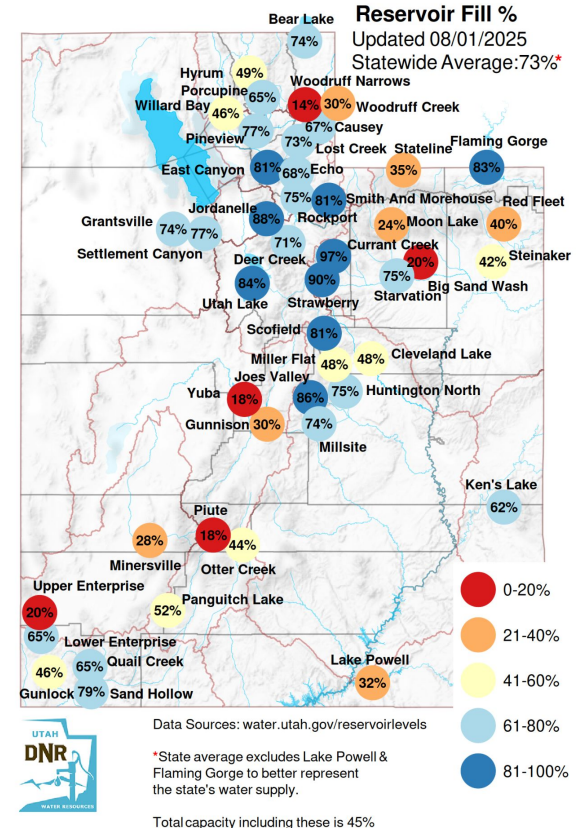 Reservoir Fill %
Updated 08/01/2025
Statewide Average:73%*
Bear Lake
74%
Hyrum
49%
Porcupine
65%
Woodruff Narrows
14%
30%
Woodruff Creek
Willard Bay
46%
Pineview
77%
67%
Causey
73%
Lost Creek
Stateline
35%
Flaming Gorge
83%
East Canyon
81%
68%
Echo
75%
Rockport
81%
Smith And Morehouse
Red Fleet
40%
Jordanelle
88%
24%
Moon Lake
Grantsville
74%
77%
Settlement Canyon
71%
Deer Creek
Currant Creek
97%
20%
Big Sand Wash
42%
Steinaker
75%
Starvation
84%
Utah Lake
90%
Strawberry
Scofield
81%
Miller Flat
48%
48%
Cleveland Lake
Joes Valley
86%
75%
Huntington North
Yuba
18%
Gunnison
30%
74%
Millsite
Ken's Lake
62%
Piute
18%
44%
Otter Creek
28%
Minersville
Upper Enterprise
20%
52%
Panguitch Lake
65%
Lower Enterprise
46%
Gunlock
65%
Quail Creek
79%
Sand Hollow
Lake Powell
32%
0-20%
21-40%
41-60%
61-80%
81-100%
UTAH
DNR
WATER RESOURCES
Data Sources: water.utah.gov/reservoirlevels
*State average excludes Lake Powell &
Flaming Gorge to better represent
the state's water supply.
Total capacity including these is 45%